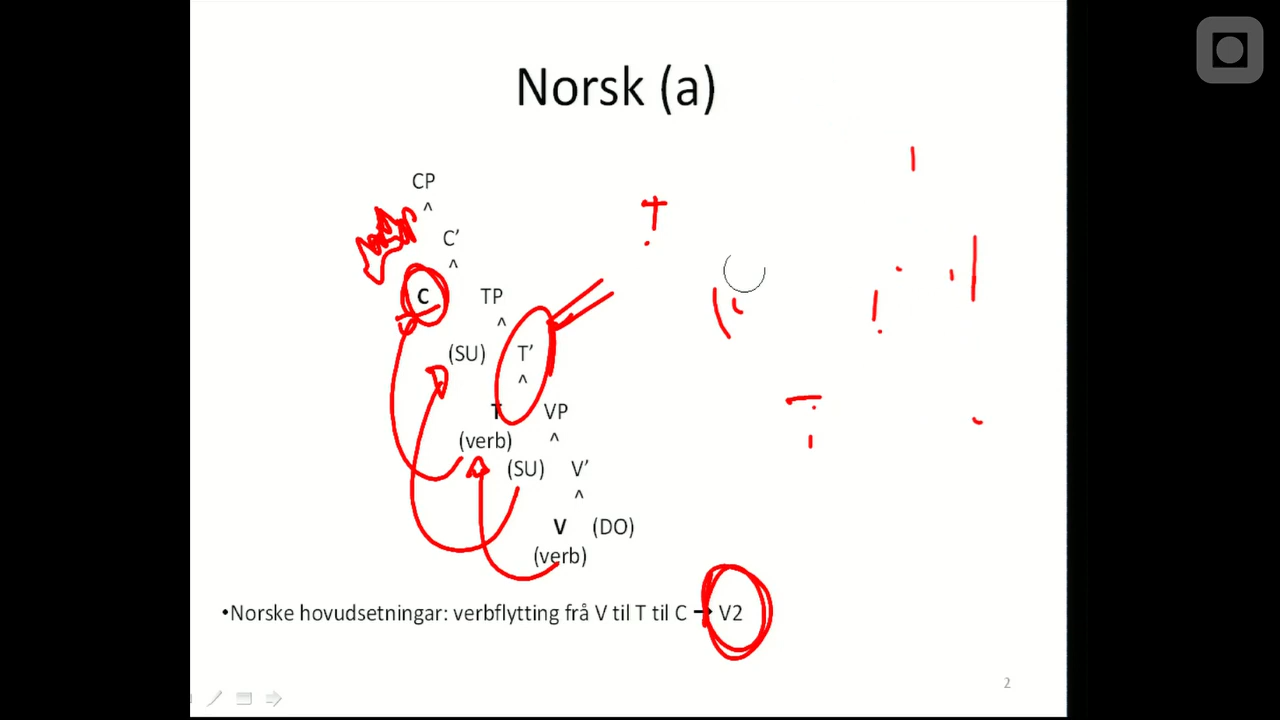 Norsk (a)
CP
^
C’
^
C TP
^
(SU) T’
^
T VP
(verb) ^
(SU) V’
^
V (DO)
(verb)
•Norske hovudsetningar: verbflytting frå V til T til C → V2
2